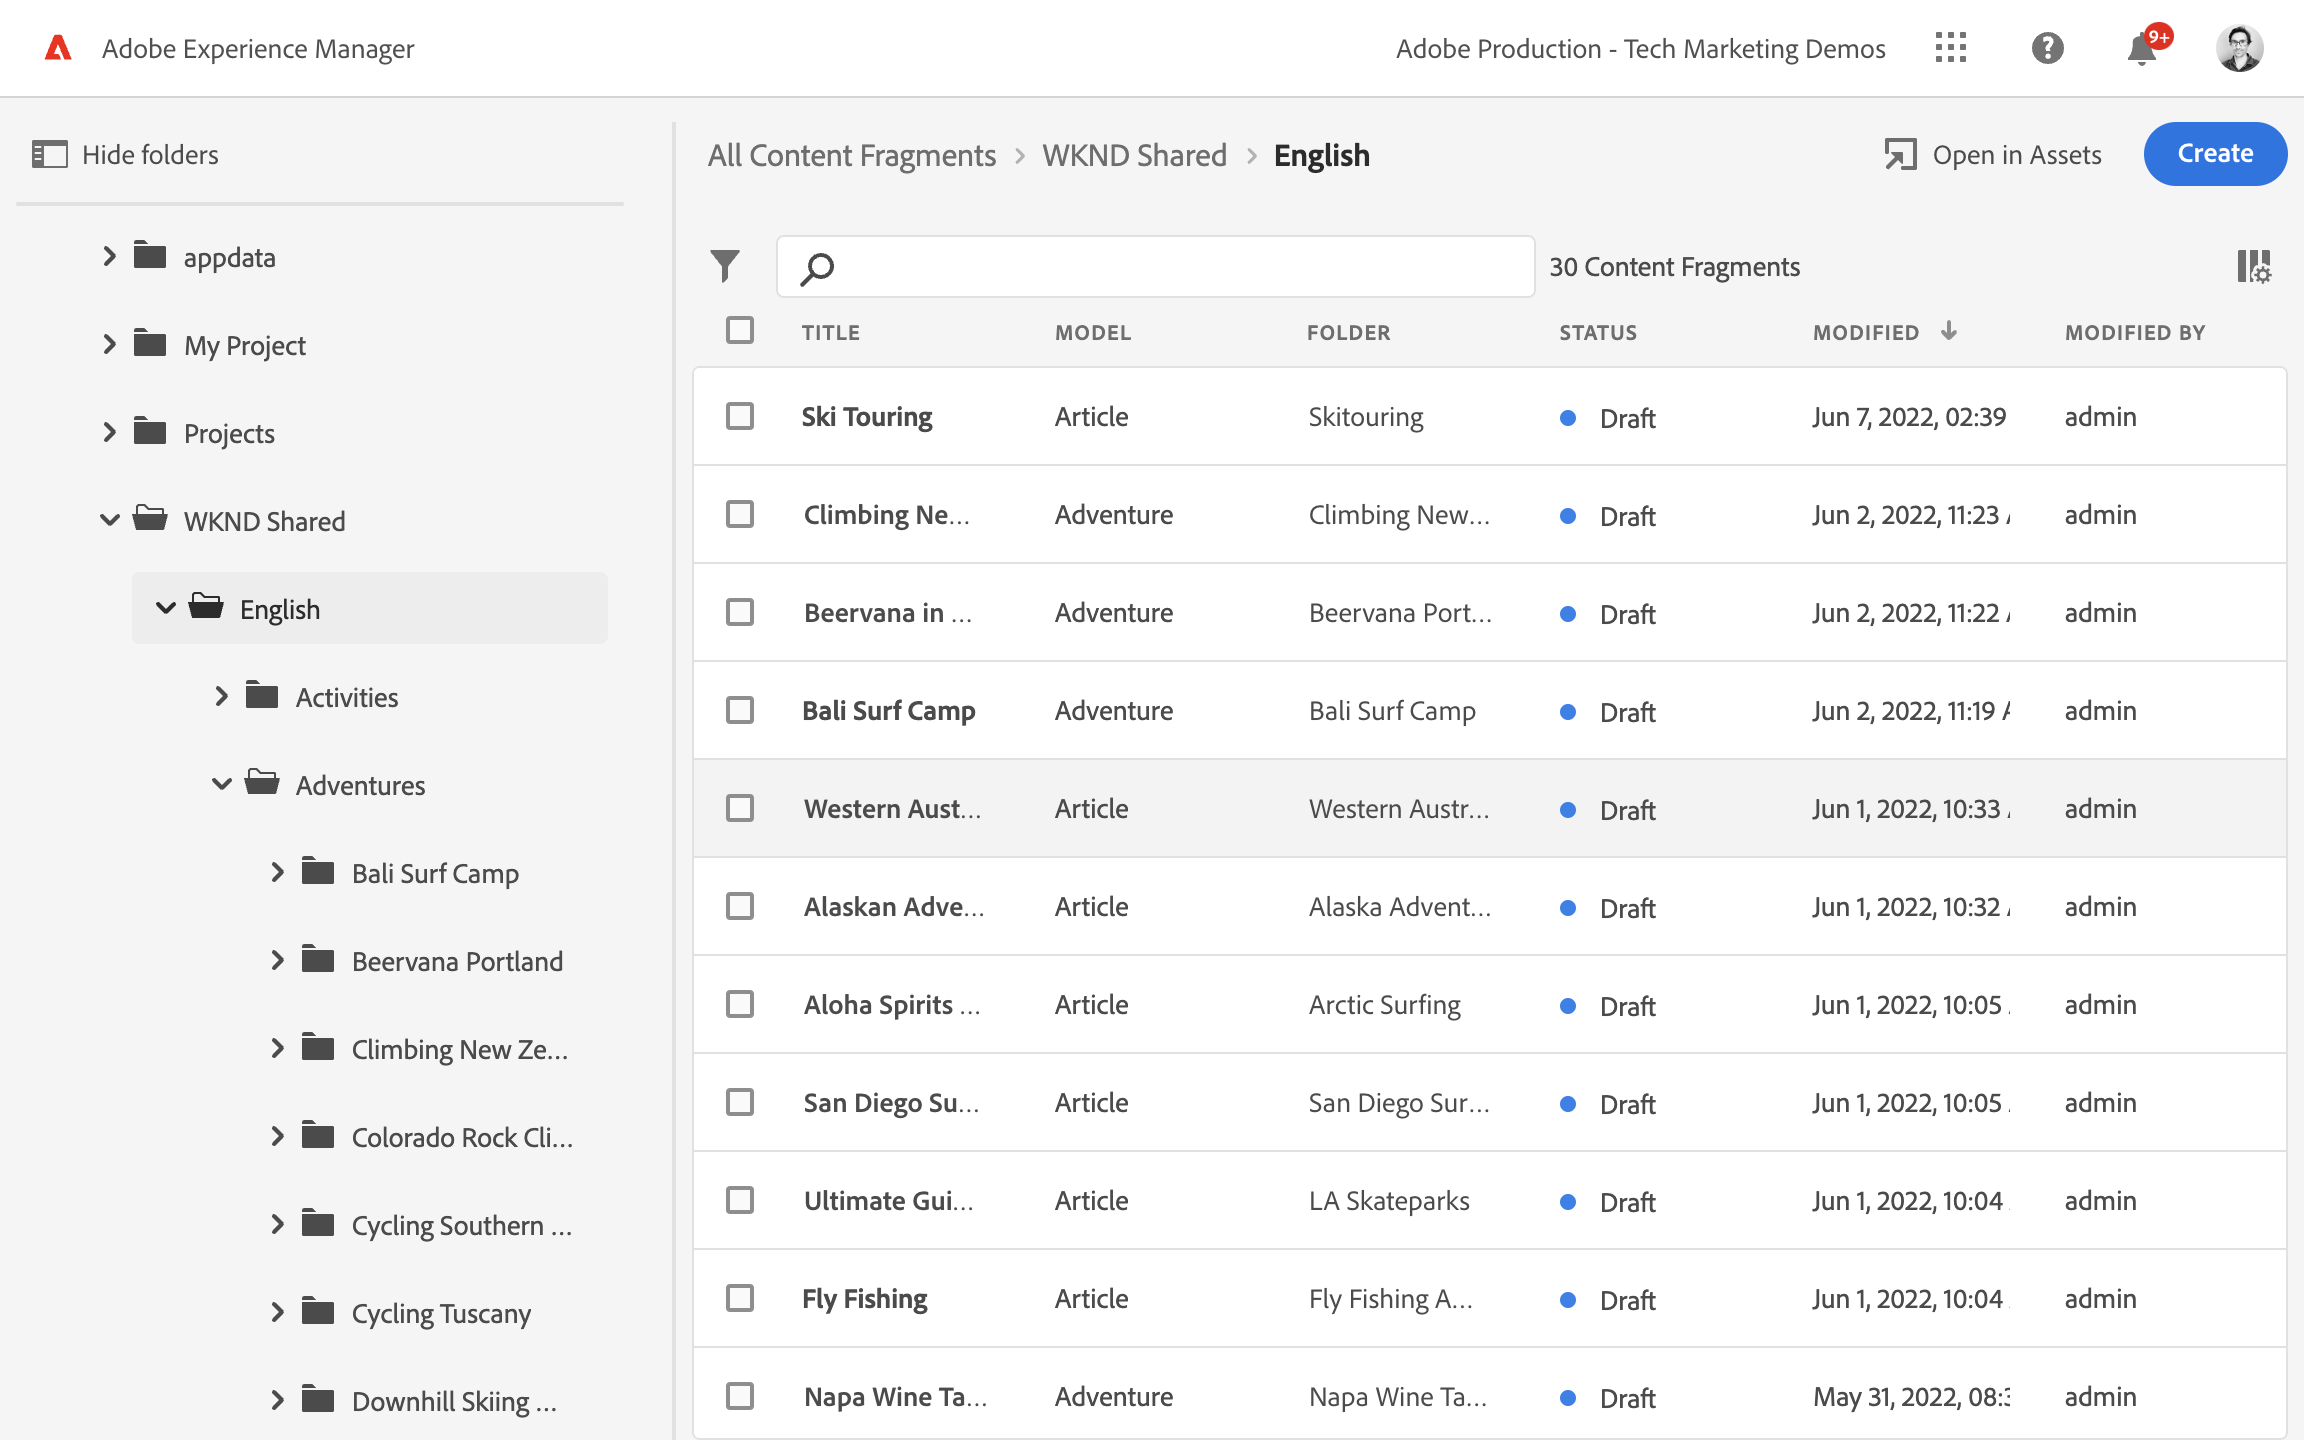 Adobe Experience Manager
Adobe Production - Tech Marketing Demos
9+
Hide folders
appdata
My Project
Projects
WKND Shared
English
Activities
Adventures
Bali Surf Camp
Beervana Portland
Climbing New Ze...
Colorado Rock Cli...
Cycling Southern ...
Cycling Tuscany
Downhill Skiing ...
All Content Fragments > WKND Shared > English
Open in Assets
Create
30 Content Fragments
TITLE MODEL FOLDER STATUS MODIFIED MODIFIED BY
Ski Touring Article Skitouring Draft Jun 7, 2022, 02:39 admin
Climbing Ne... Adventure Climbing New... Draft Jun 2, 2022, 11:23 admin
Beervana in ... Adventure Beervana Port... Draft Jun 2, 2022, 11:22 admin
Bali Surf Camp Adventure Bali Surf Camp Draft Jun 2, 2022, 11:19 admin
Western Aust... Article Western Austr... Draft Jun 1, 2022, 10:33 admin
Alaskan Adve... Article Alaska Advent... Draft Jun 1, 2022, 10:32 admin
Aloha Spirits ... Article Arctic Surfing Draft Jun 1, 2022, 10:05 admin
San Diego Su... Article San Diego Sur... Draft Jun 1, 2022, 10:05 admin
Ultimate Gui... Article LA Skateparks Draft Jun 1, 2022, 10:04 admin
Fly Fishing Article Fly Fishing A... Draft Jun 1, 2022, 10:04 admin
Napa Wine Ta... Adventure Napa Wine Ta... Draft May 31, 2022, 08: admin